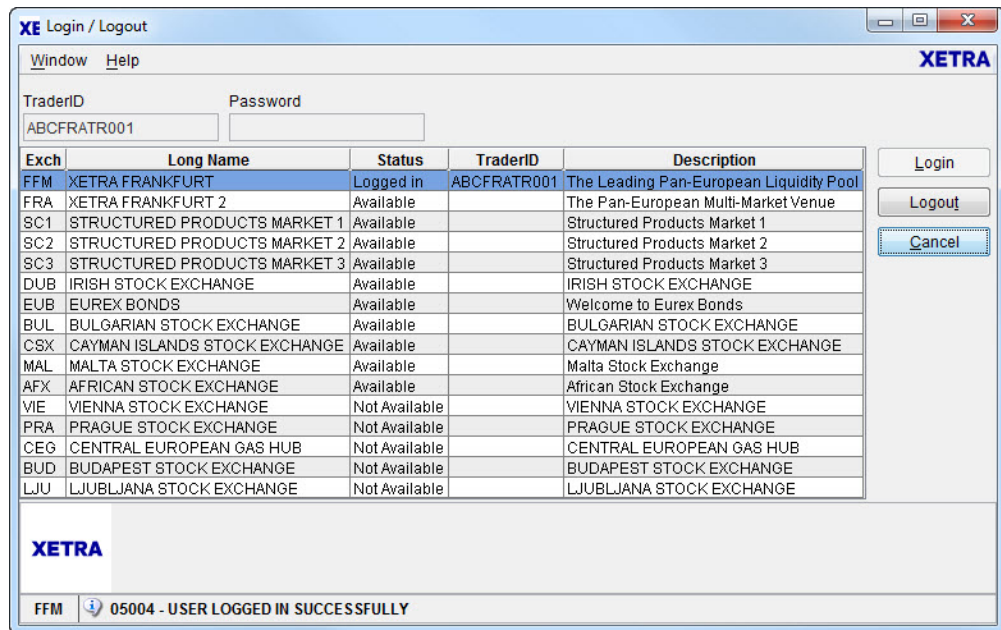 XE Login / Logout
Window Help XETRA
TraderID Password
ABCFRATR001
Exch Long Name Status TraderID Description
FFM XETRA FRANKFURT Logged in ABCFRATR001 The Leading Pan-European Liquidity Pool
FRA XETRA FRANKFURT 2 Available The Pan-European Multi-Market Venue
SC1 STRUCTURED PRODUCTS MARKET 1 Available Structured Products Market 1
SC2 STRUCTURED PRODUCTS MARKET 2 Available Structured Products Market 2
SC3 STRUCTURED PRODUCTS MARKET 3 Available Structured Products Market 3
DUB IRISH STOCK EXCHANGE Available IRISH STOCK EXCHANGE
EUB EUREX BONDS Available Welcome to Eurex Bonds
BUL BULGARIAN STOCK EXCHANGE Available BULGARIAN STOCK EXCHANGE
CSX CAYMAN ISLANDS STOCK EXCHANGE Available CAYMAN ISLANDS STOCK EXCHANGE
MAL MALTA STOCK EXCHANGE Available Malta Stock Exchange
AFX AFRICAN STOCK EXCHANGE Available African Stock Exchange
VIE VIENNA STOCK EXCHANGE Not Available VIENNA STOCK EXCHANGE
PRA PRAGUE STOCK EXCHANGE Not Available PRAGUE STOCK EXCHANGE
CEG CENTRAL EUROPEAN GAS HUB Not Available CENTRAL EUROPEAN GAS HUB
BUD BUDAPEST STOCK EXCHANGE Not Available BUDAPEST STOCK EXCHANGE
LJU LJUBLJANA STOCK EXCHANGE Not Available LJUBLJANA STOCK EXCHANGE
Login
Logout
Cancel
XETRA
FFM 05004 - USER LOGGED IN SUCCESSFULLY